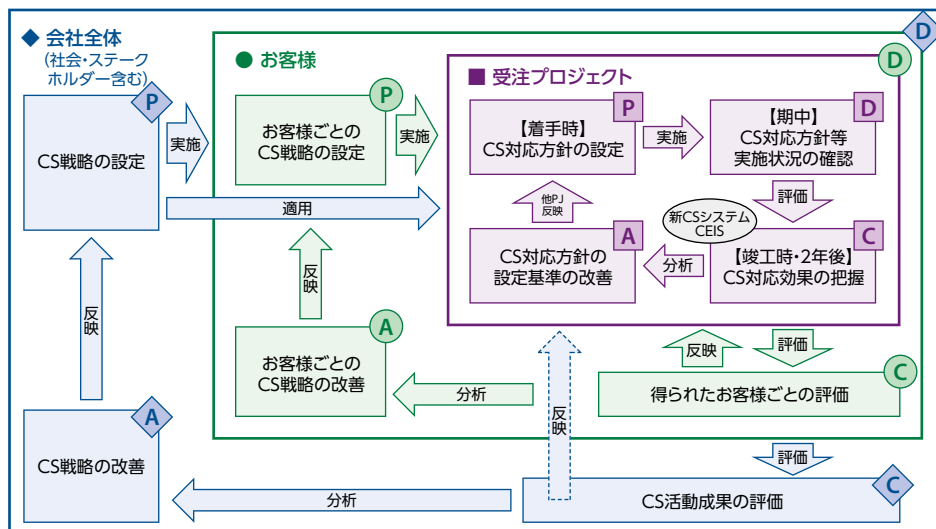 ◆ 会社全体
(社会・ステーク
ホルダー含む)
D
● お客様
D
■ 受注プロジェクト
P
CS戦略の設定
実施
P
お客様ごとの
CS戦略の設定
実施
P
【着手時】
CS対応方針の設定
実施
D
【期中】
CS対応方針等
実施状況の確認
適用
他PJ
反映
評価
新CSシステム
CEIS
A
CS対応方針の
設定基準の改善
分析
C
【竣工時・2年後】
CS対応効果の把握
反映
反映
A
お客様ごとの
CS戦略の改善
分析
反映
反映
評価
C
得られたお客様ごとの評価
A
CS戦略の改善
分析
評価
C
CS活動成果の評価